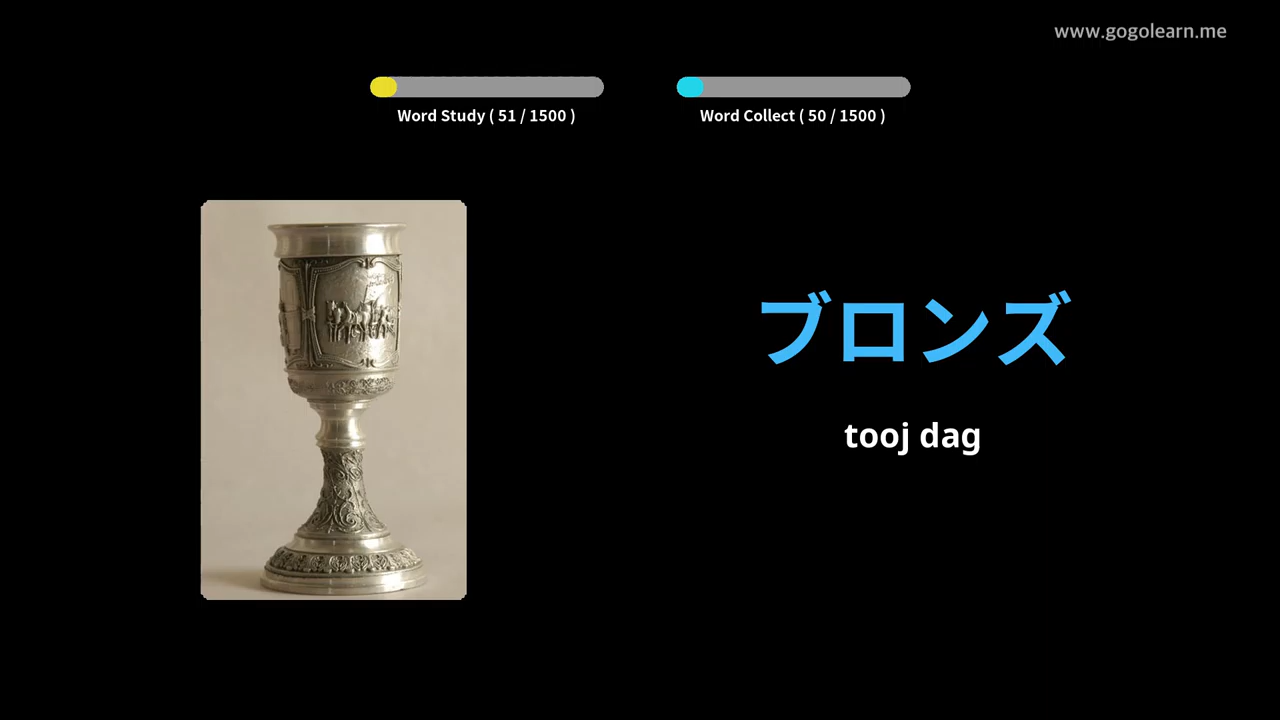 www.gogolearn.me
Word Study ( 51 / 1500 )
Word Collect ( 50 / 1500 )
ブロンズ
tooj dag